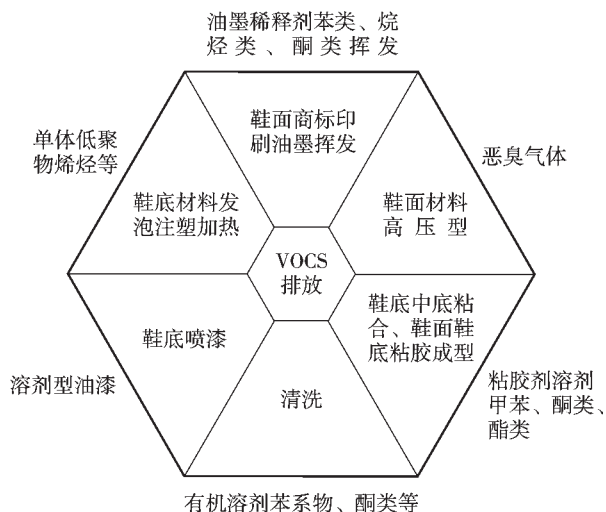 油墨稀释剂苯类、烷
烃类、酮类挥发
鞋面商标印
刷油墨挥发
单体低聚
物烯烃等
恶臭气体
鞋底材料发
泡注塑加热
鞋面材料
高压型
VOCS
排放
鞋底喷漆
鞋底中底粘
合、鞋面鞋
底粘胶成型
溶剂型油漆
清洗
粘胶剂溶剂
甲苯、酮类、
酯类
有机溶剂苯系物、酮类等